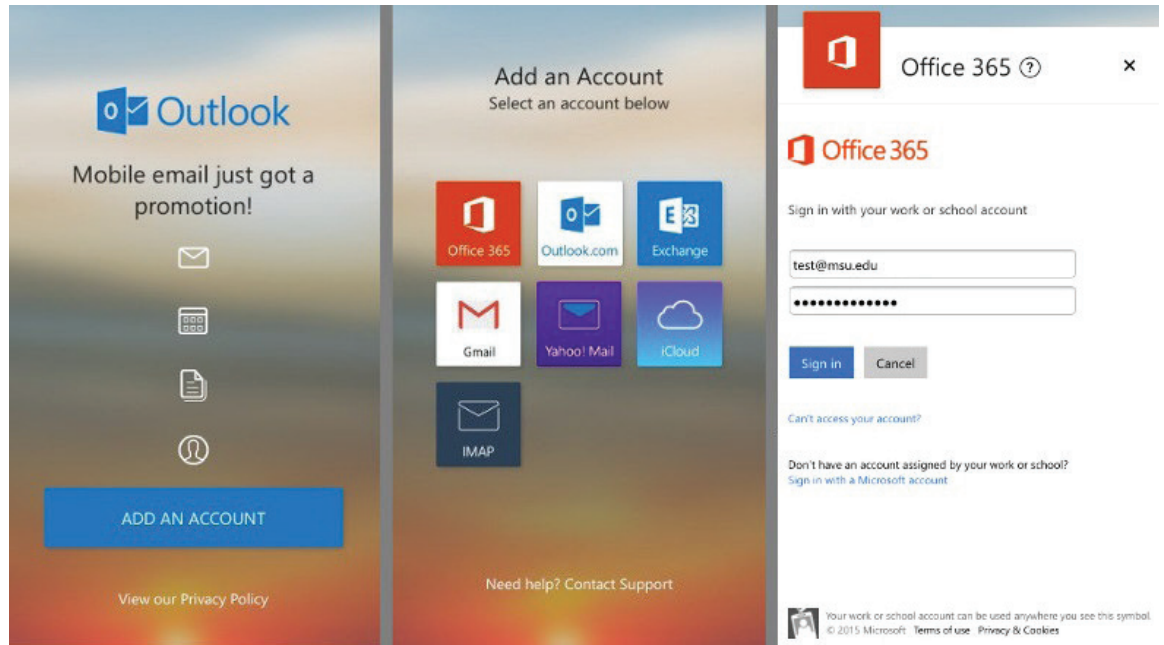 Outlook
Mobile email just got a
promotion!
ADD AN ACCOUNT
View our Privacy Policy
Add an Account
Select an account below
Office 365
Outlook.com
Exchange
Gmail
Yahoo! Mail
iCloud
IMAP
Need help? Contact Support
Office 365 ?
×
Office 365
Sign in with your work or school account
test@msu.edu
•••••••••••••
Sign in Cancel
Can't access your account?
Don't have an account assigned by your work or school?
Sign in with a Microsoft account
Your work or school account can be used anywhere you see this symbol.
© 2015 Microsoft Terms of use Privacy & Cookies